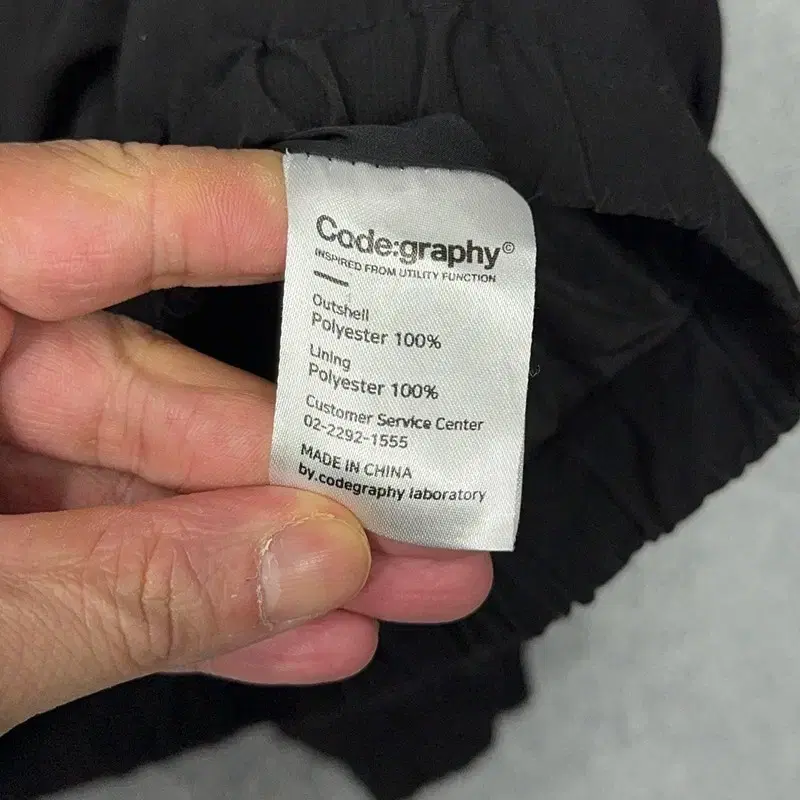 Code:graphy©
INSPIRED FROM UTILITY FUNCTION
Outshell
Polyester 100%
Lining
Polyester 100%
Customer Service Center
02-2292-1555
MADE IN CHINA
by.codegraphy laboratory